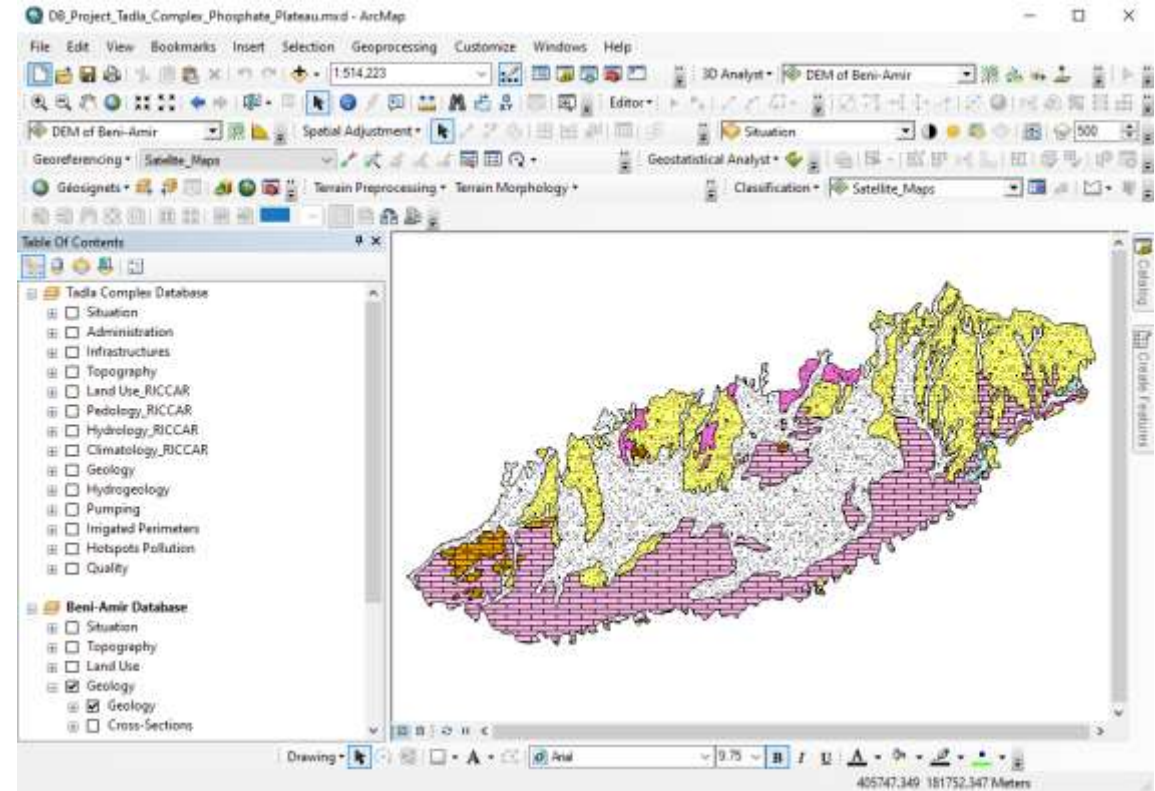 DB_Project_Tadla_Complex_Phosphate_Plateau.mxd - ArcMap
File Edit View Bookmarks Insert Selection Geoprocessing Customize Windows Help
1:514,223 3D Analyst DEM of Beni-Amir
Editor
DEM of Beni-Amir Spatial Adjustment Situation 500
Georeferencing Satellite_Maps Geostatistical Analyst
Géosignets Terrain Preprocessing Terrain Morphology Classification Satellite_Maps
Table Of Contents
Tadla Complex Database
Situation
Administration
Infrastructures
Topography
Land Use_RICCAR
Pedology_RICCAR
Hydrology_RICCAR
Climatology_RICCAR
Geology
Hydrogeology
Pumping
Irrigated Perimeters
Hotspots Pollution
Quality
Beni-Amir Database
Situation
Topography
Land Use
Geology
Geology
Cross-Sections
Catalog
Create Features
Drawing A Arial 9.75 B I U A
405747.349 181752.347 Meters